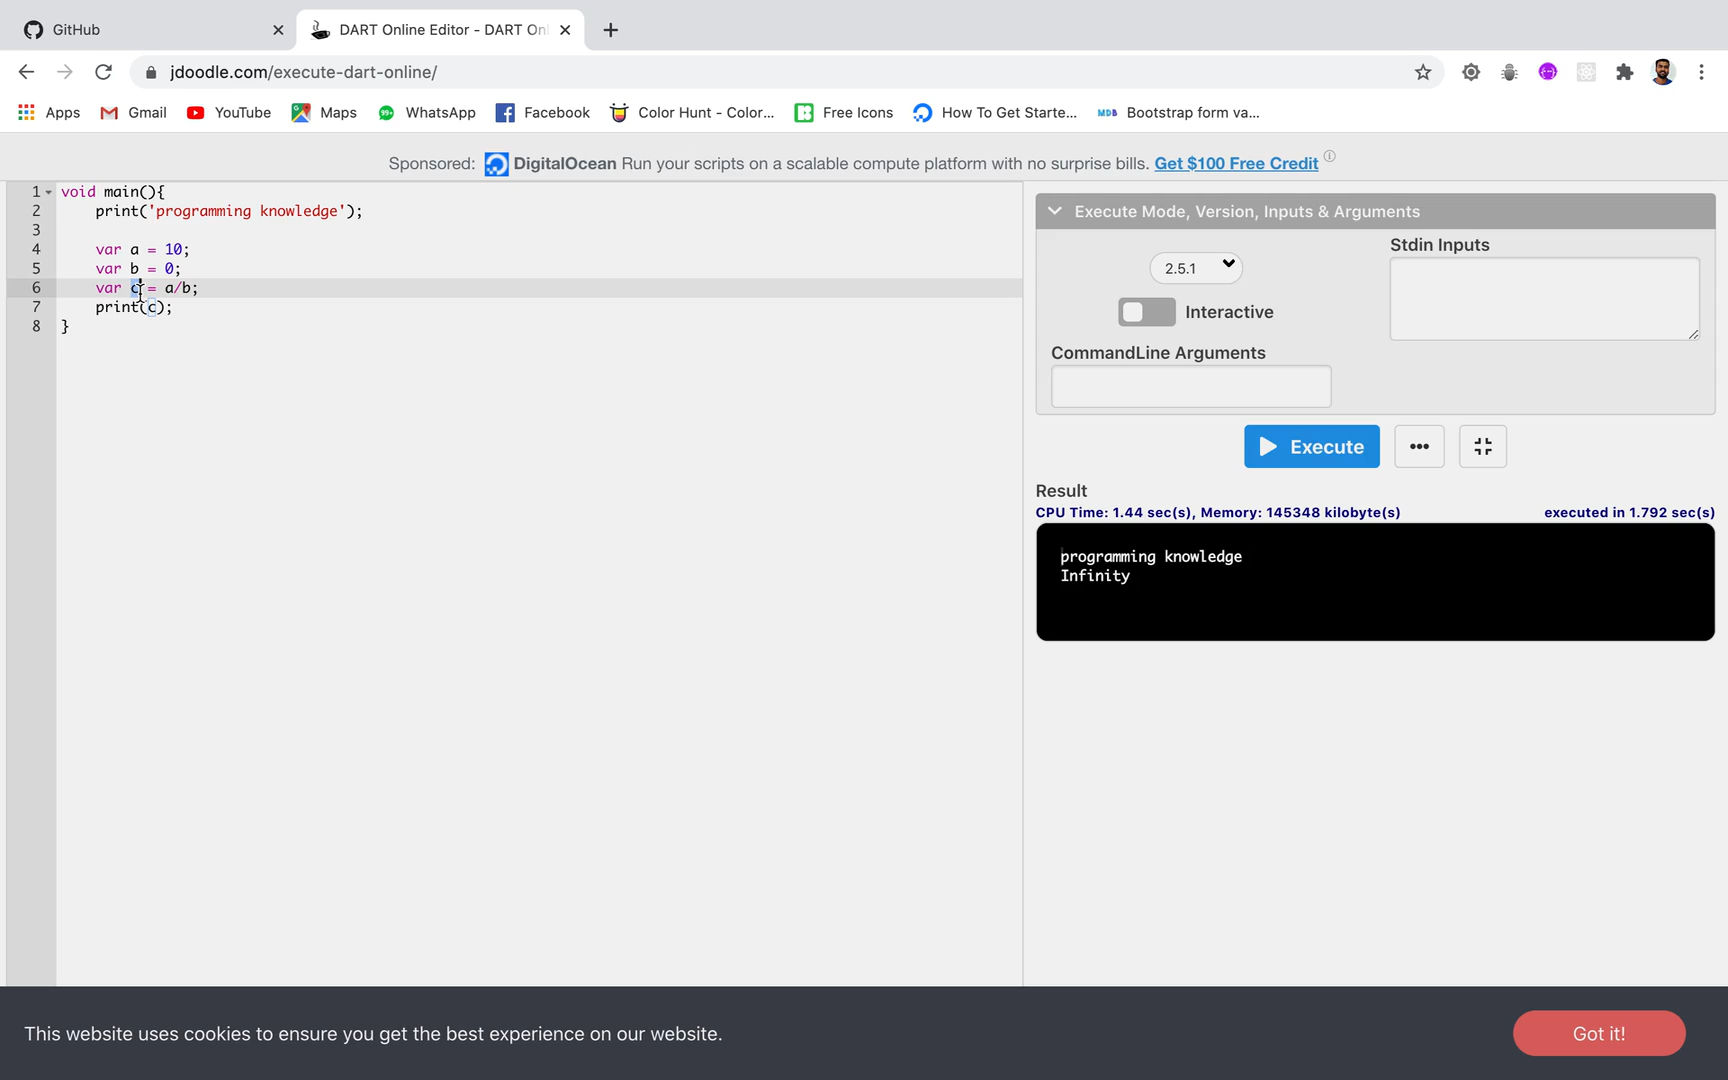 GitHub
DART Online Editor - DART Onl
jdoodle.com/execute-dart-online/
Apps Gmail YouTube Maps 99+ WhatsApp Facebook Color Hunt - Color... Free Icons How To Get Starte... MDB Bootstrap form va...
Sponsored: DigitalOcean Run your scripts on a scalable compute platform with no surprise bills. Get $100 Free Credit
1 void main(){
2 print('programming knowledge');
3
4 var a = 10;
5 var b = 0;
6 var c = a/b;
7 print(c);
8 }
Execute Mode, Version, Inputs & Arguments
2.5.1
Interactive
Stdin Inputs
CommandLine Arguments
Execute
Result
CPU Time: 1.44 sec(s), Memory: 145348 kilobyte(s) executed in 1.792 sec(s)
programming knowledge
Infinity
This website uses cookies to ensure you get the best experience on our website.
Got it!